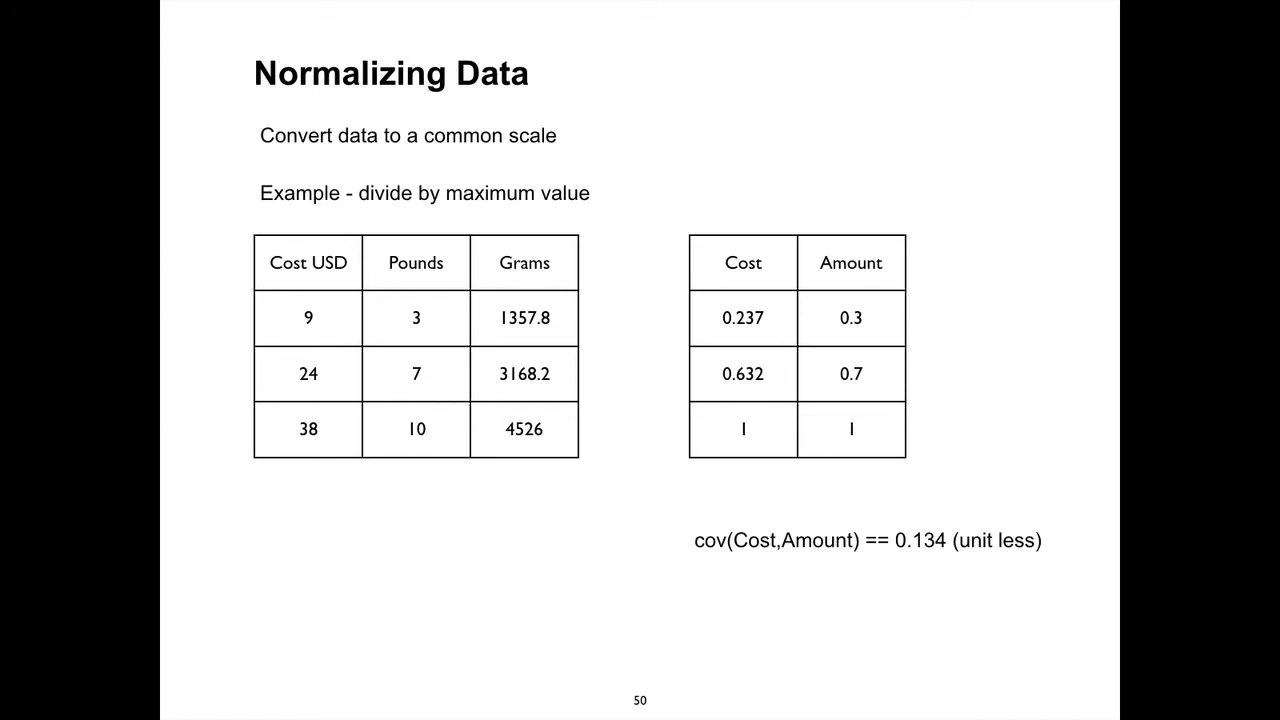 Normalizing Data
Convert data to a common scale
Example - divide by maximum value
Cost USD Pounds Grams
9 3 1357.8
24 7 3168.2
38 10 4526
Cost Amount
0.237 0.3
0.632 0.7
1 1
cov(Cost,Amount) == 0.134 (unit less)
50